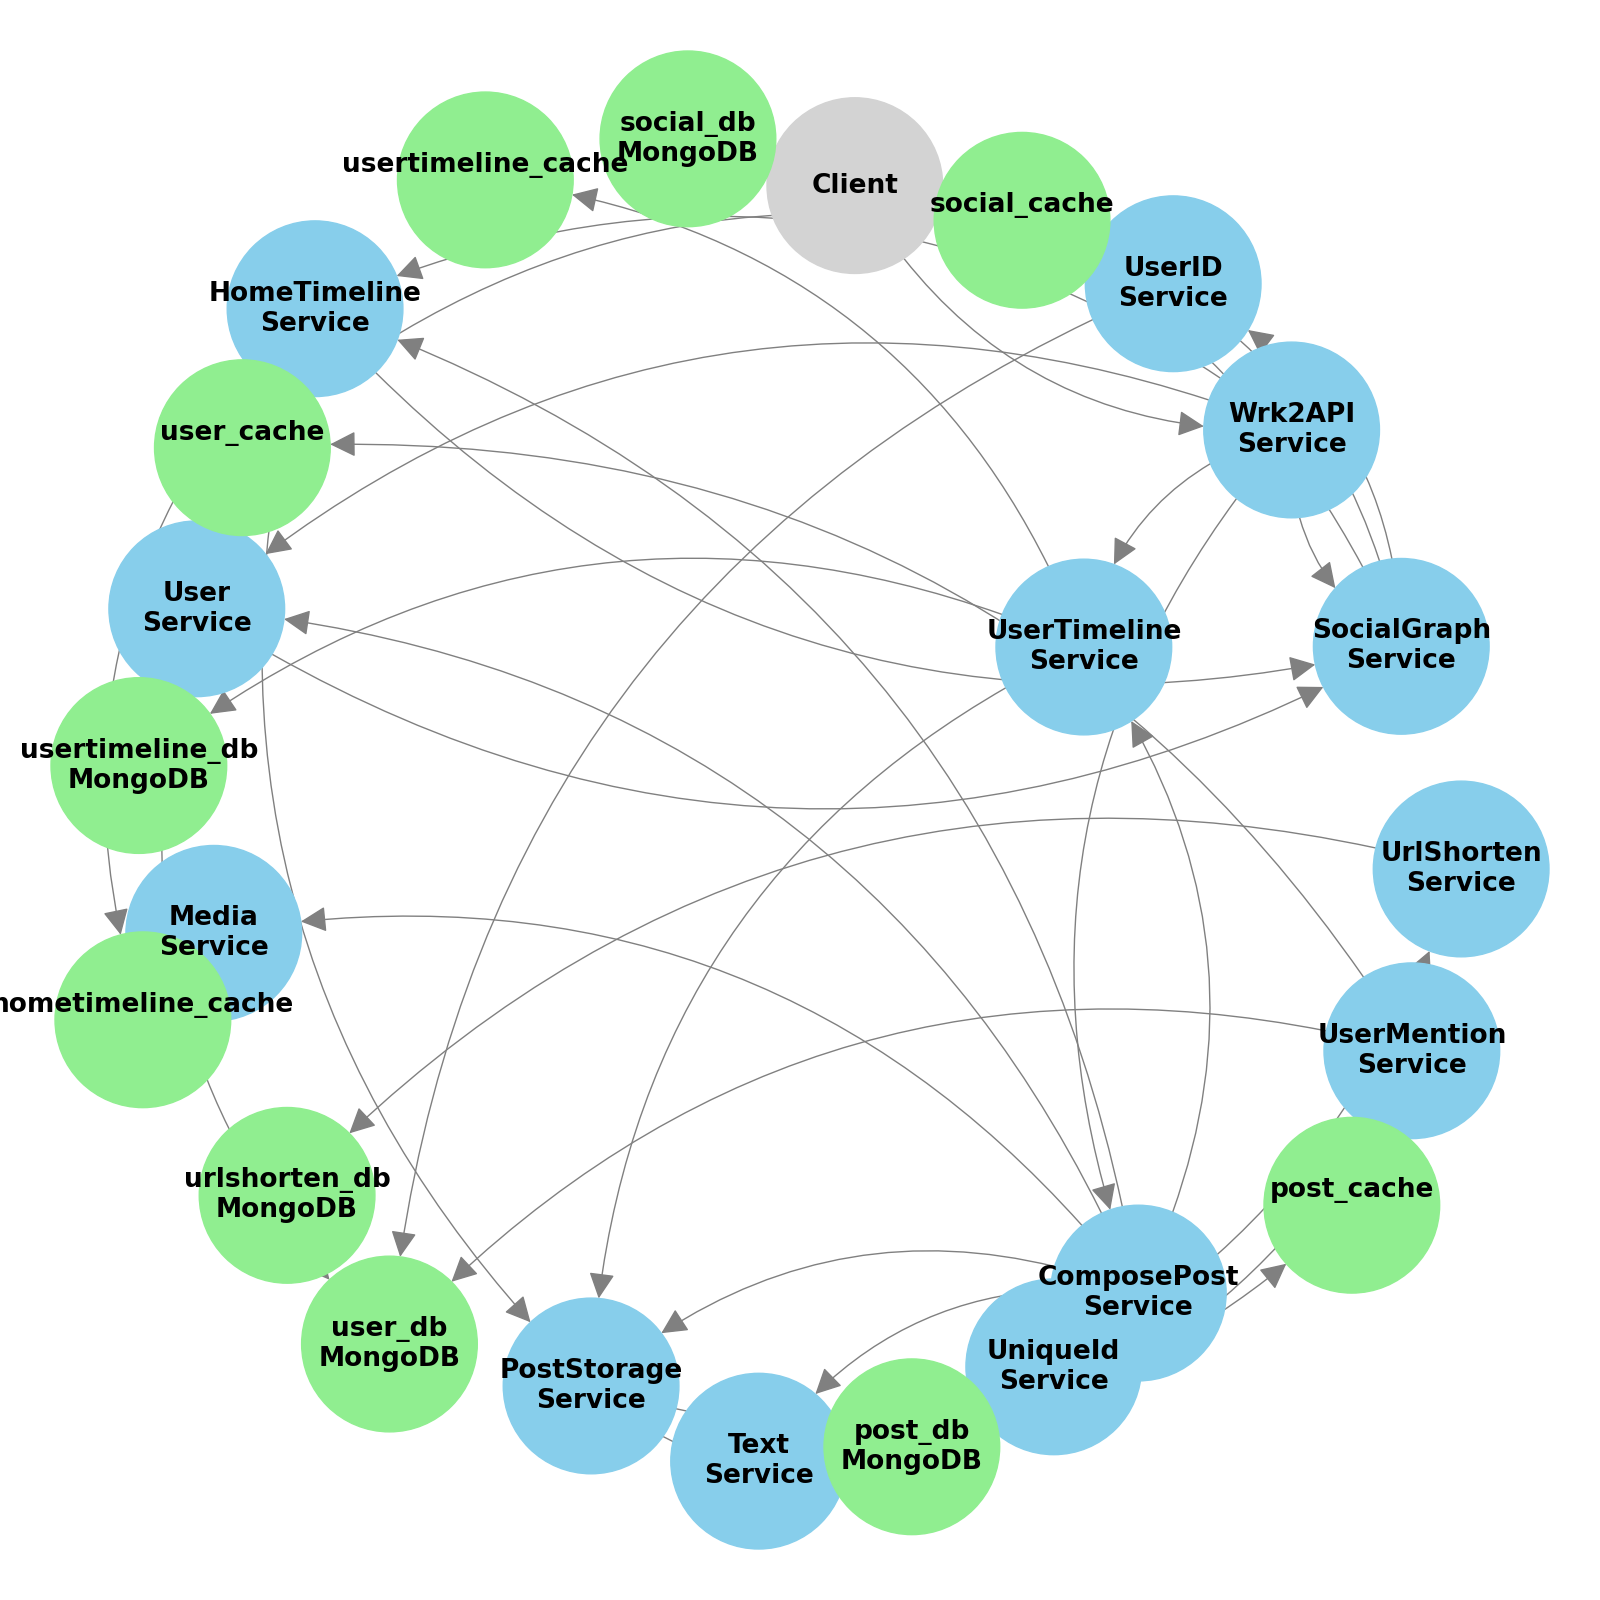 social_db
MongoDB
usertimeline_cache
Client
social_cache
UserID
Service
HomeTimeline
Service
Wrk2API
Service
user_cache
User
Service
UserTimeline
Service
SocialGraph
Service
usertimeline_db
MongoDB
UrlShorten
Service
Media
Service
hometimeline_cache
UserMention
Service
urlshorten_db
MongoDB
post_cache
ComposePost
Service
user_db
MongoDB
UniqueId
Service
PostStorage
Service
Text
Service
post_db
MongoDB